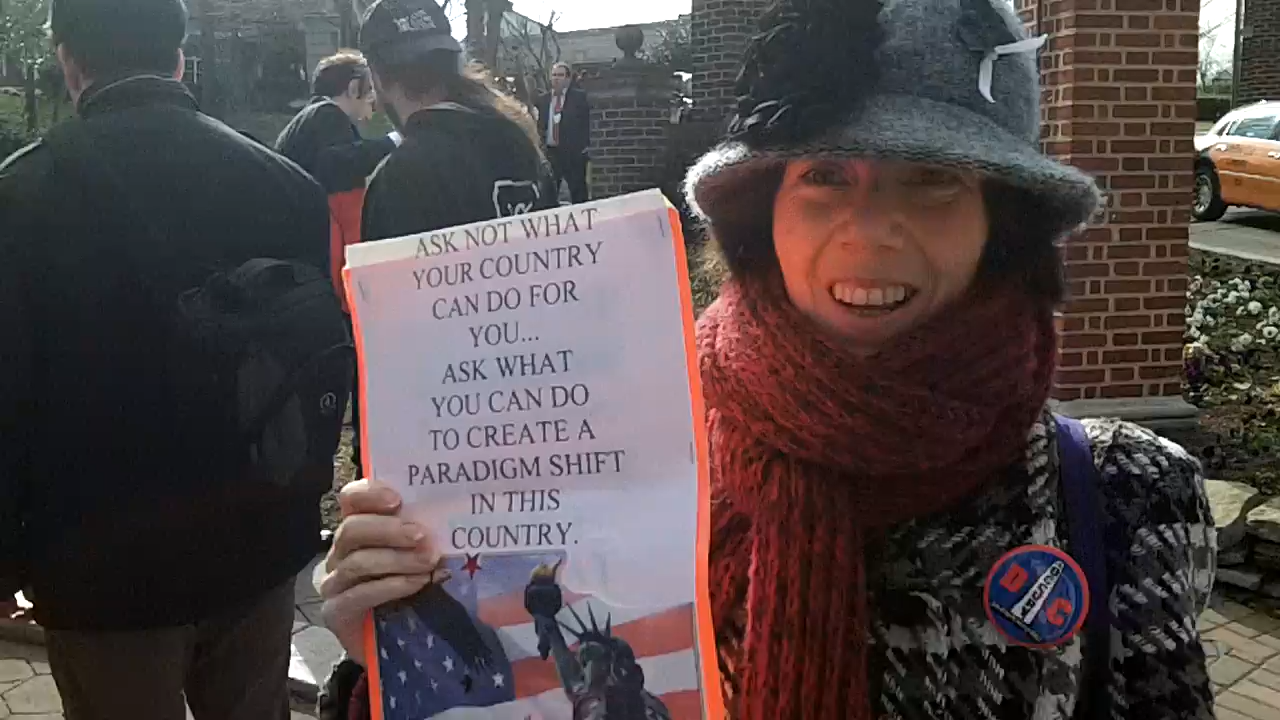 ASK NOT WHAT
YOUR COUNTRY
CAN DO FOR
YOU...
ASK WHAT
YOU CAN DO
TO CREATE A
PARADIGM SHIFT
IN THIS
COUNTRY.
D
C